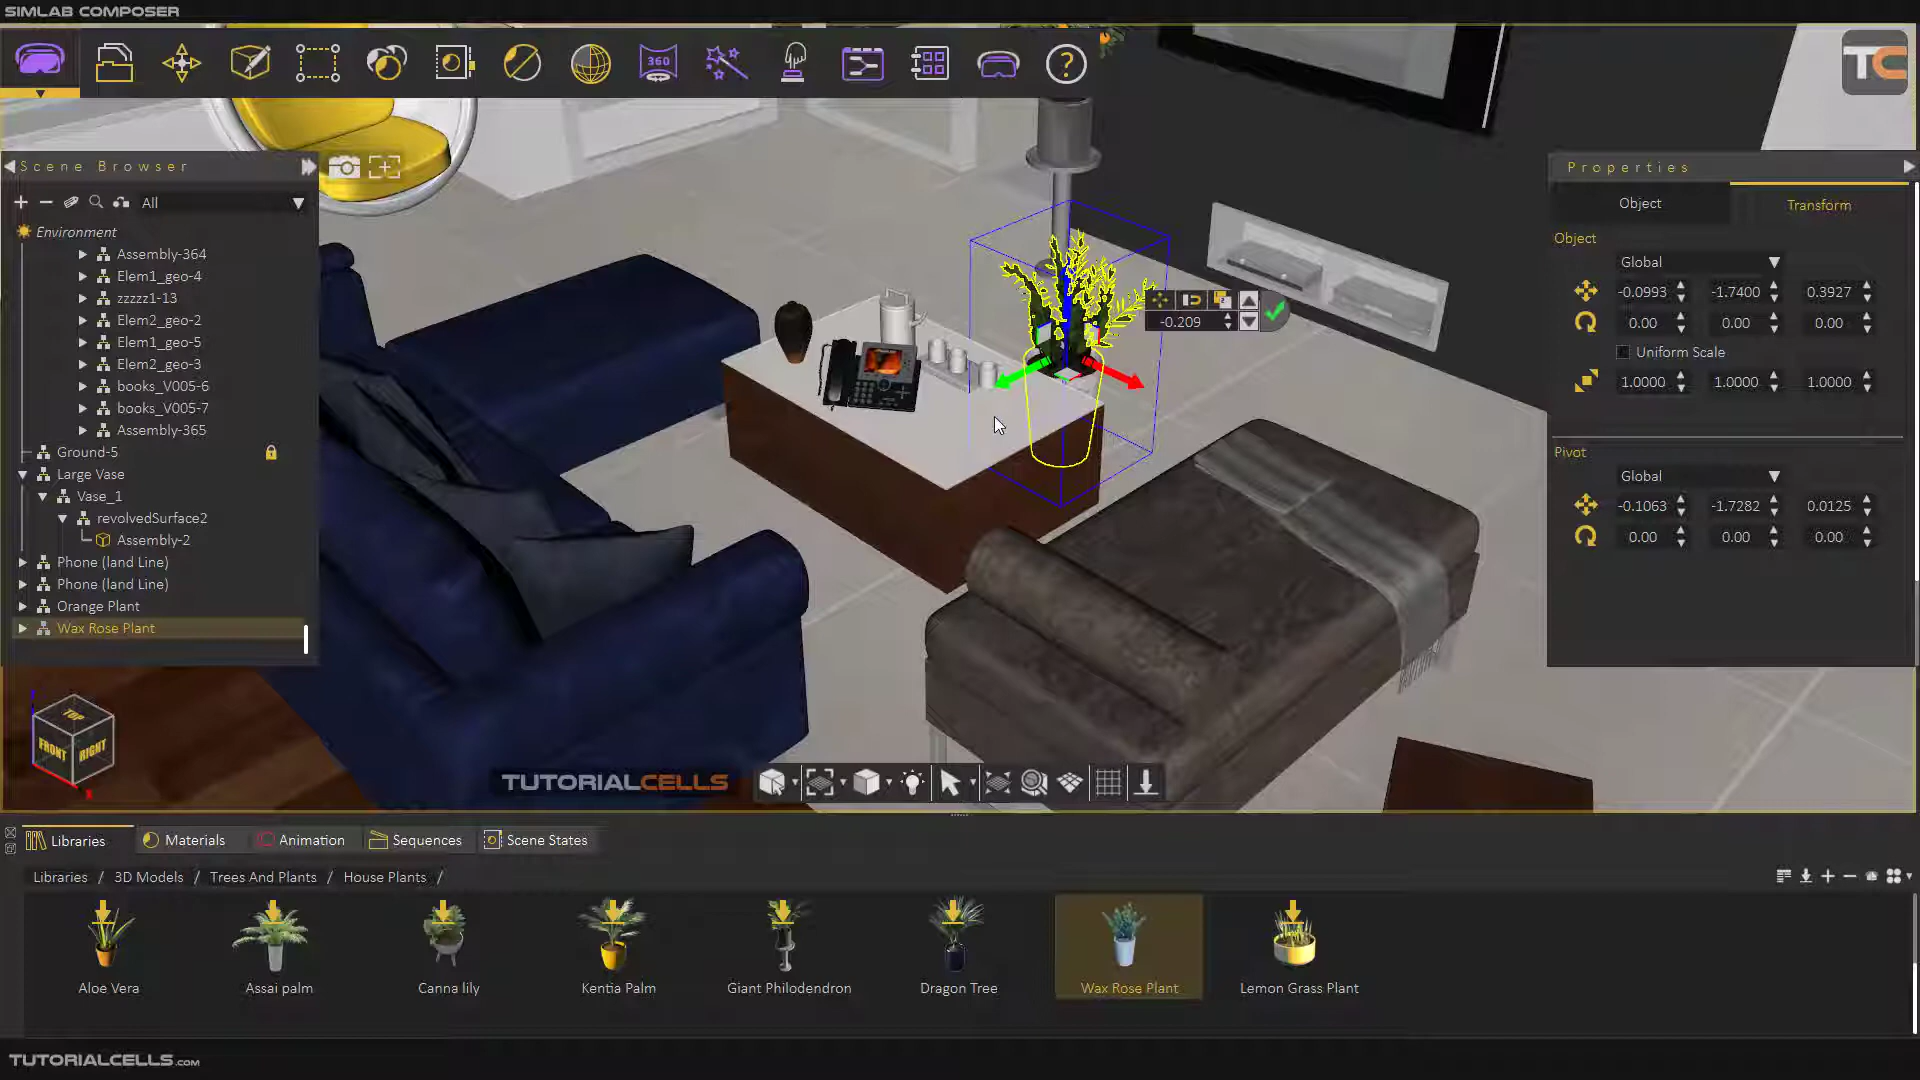 SIMLAB COMPOSER
360
?
TC
Scene Browser
All
Environment
Assembly-364
Elem1_geo-4
zzzzz1-13
Elem2_geo-2
Elem1_geo-5
Elem2_geo-3
books_V005-6
books_V005-7
Assembly-365
Ground-5
Large Vase
Vase_1
revolvedSurface2
Assembly-2
Phone (land Line)
Phone (land Line)
Orange Plant
Wax Rose Plant
-0.209
Properties
Object Transform
Object
Global
-0.0993 -1.7400 0.3927
0.00 0.00 0.00
Uniform Scale
1.0000 1.0000 1.0000
Pivot
Global
-0.1063 -1.7282 0.0125
0.00 0.00 0.00
TOP
FRONT RIGHT
x
TUTORIALCELLS
Libraries Materials Animation Sequences Scene States
Libraries / 3D Models / Trees And Plants / House Plants /
Aloe Vera Assai palm Canna lily Kentia Palm Giant Philodendron Dragon Tree Wax Rose Plant Lemon Grass Plant
TUTORIALCELLS.com